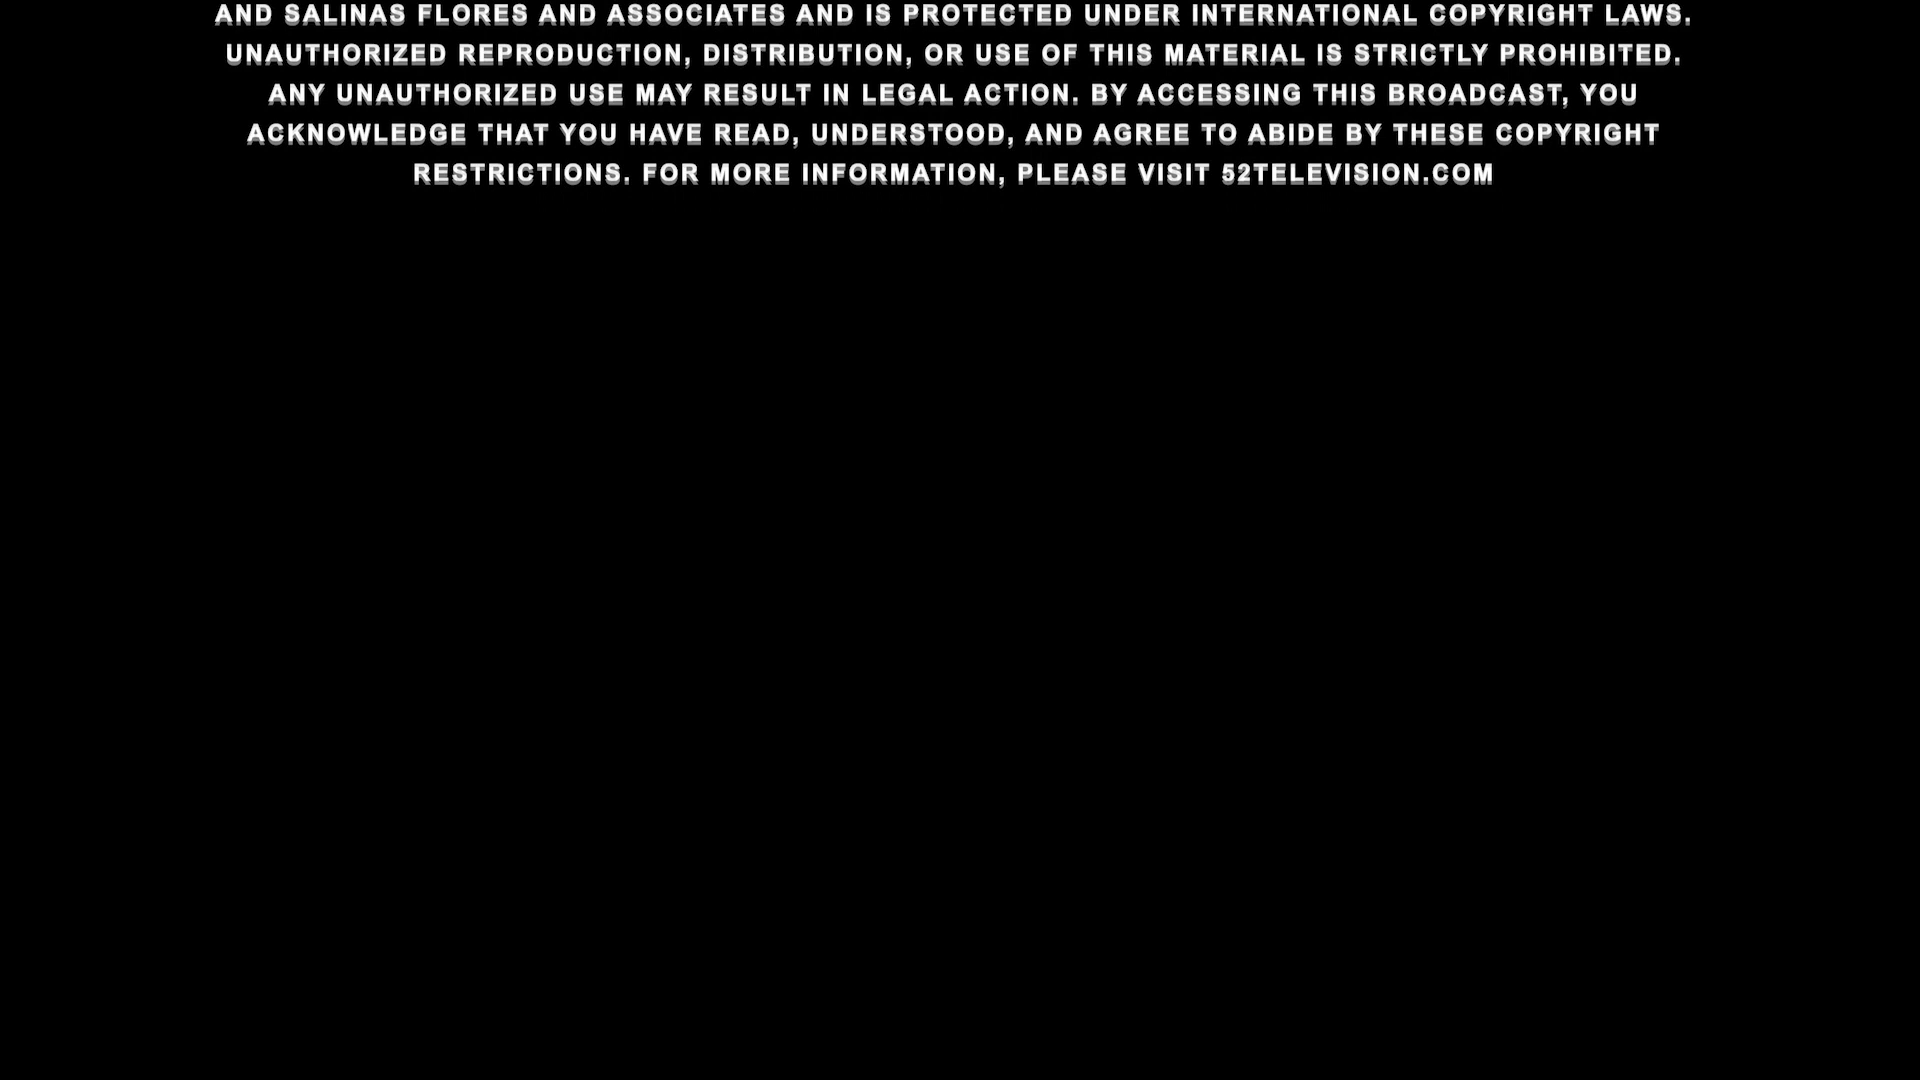 AND SALINAS FLORES AND ASSOCIATES AND IS PROTECTED UNDER INTERNATIONAL COPYRIGHT LAWS.
UNAUTHORIZED REPRODUCTION, DISTRIBUTION, OR USE OF THIS MATERIAL IS STRICTLY PROHIBITED.
ANY UNAUTHORIZED USE MAY RESULT IN LEGAL ACTION. BY ACCESSING THIS BROADCAST, YOU
ACKNOWLEDGE THAT YOU HAVE READ, UNDERSTOOD, AND AGREE TO ABIDE BY THESE COPYRIGHT
RESTRICTIONS. FOR MORE INFORMATION, PLEASE VISIT 52TELEVISION.COM